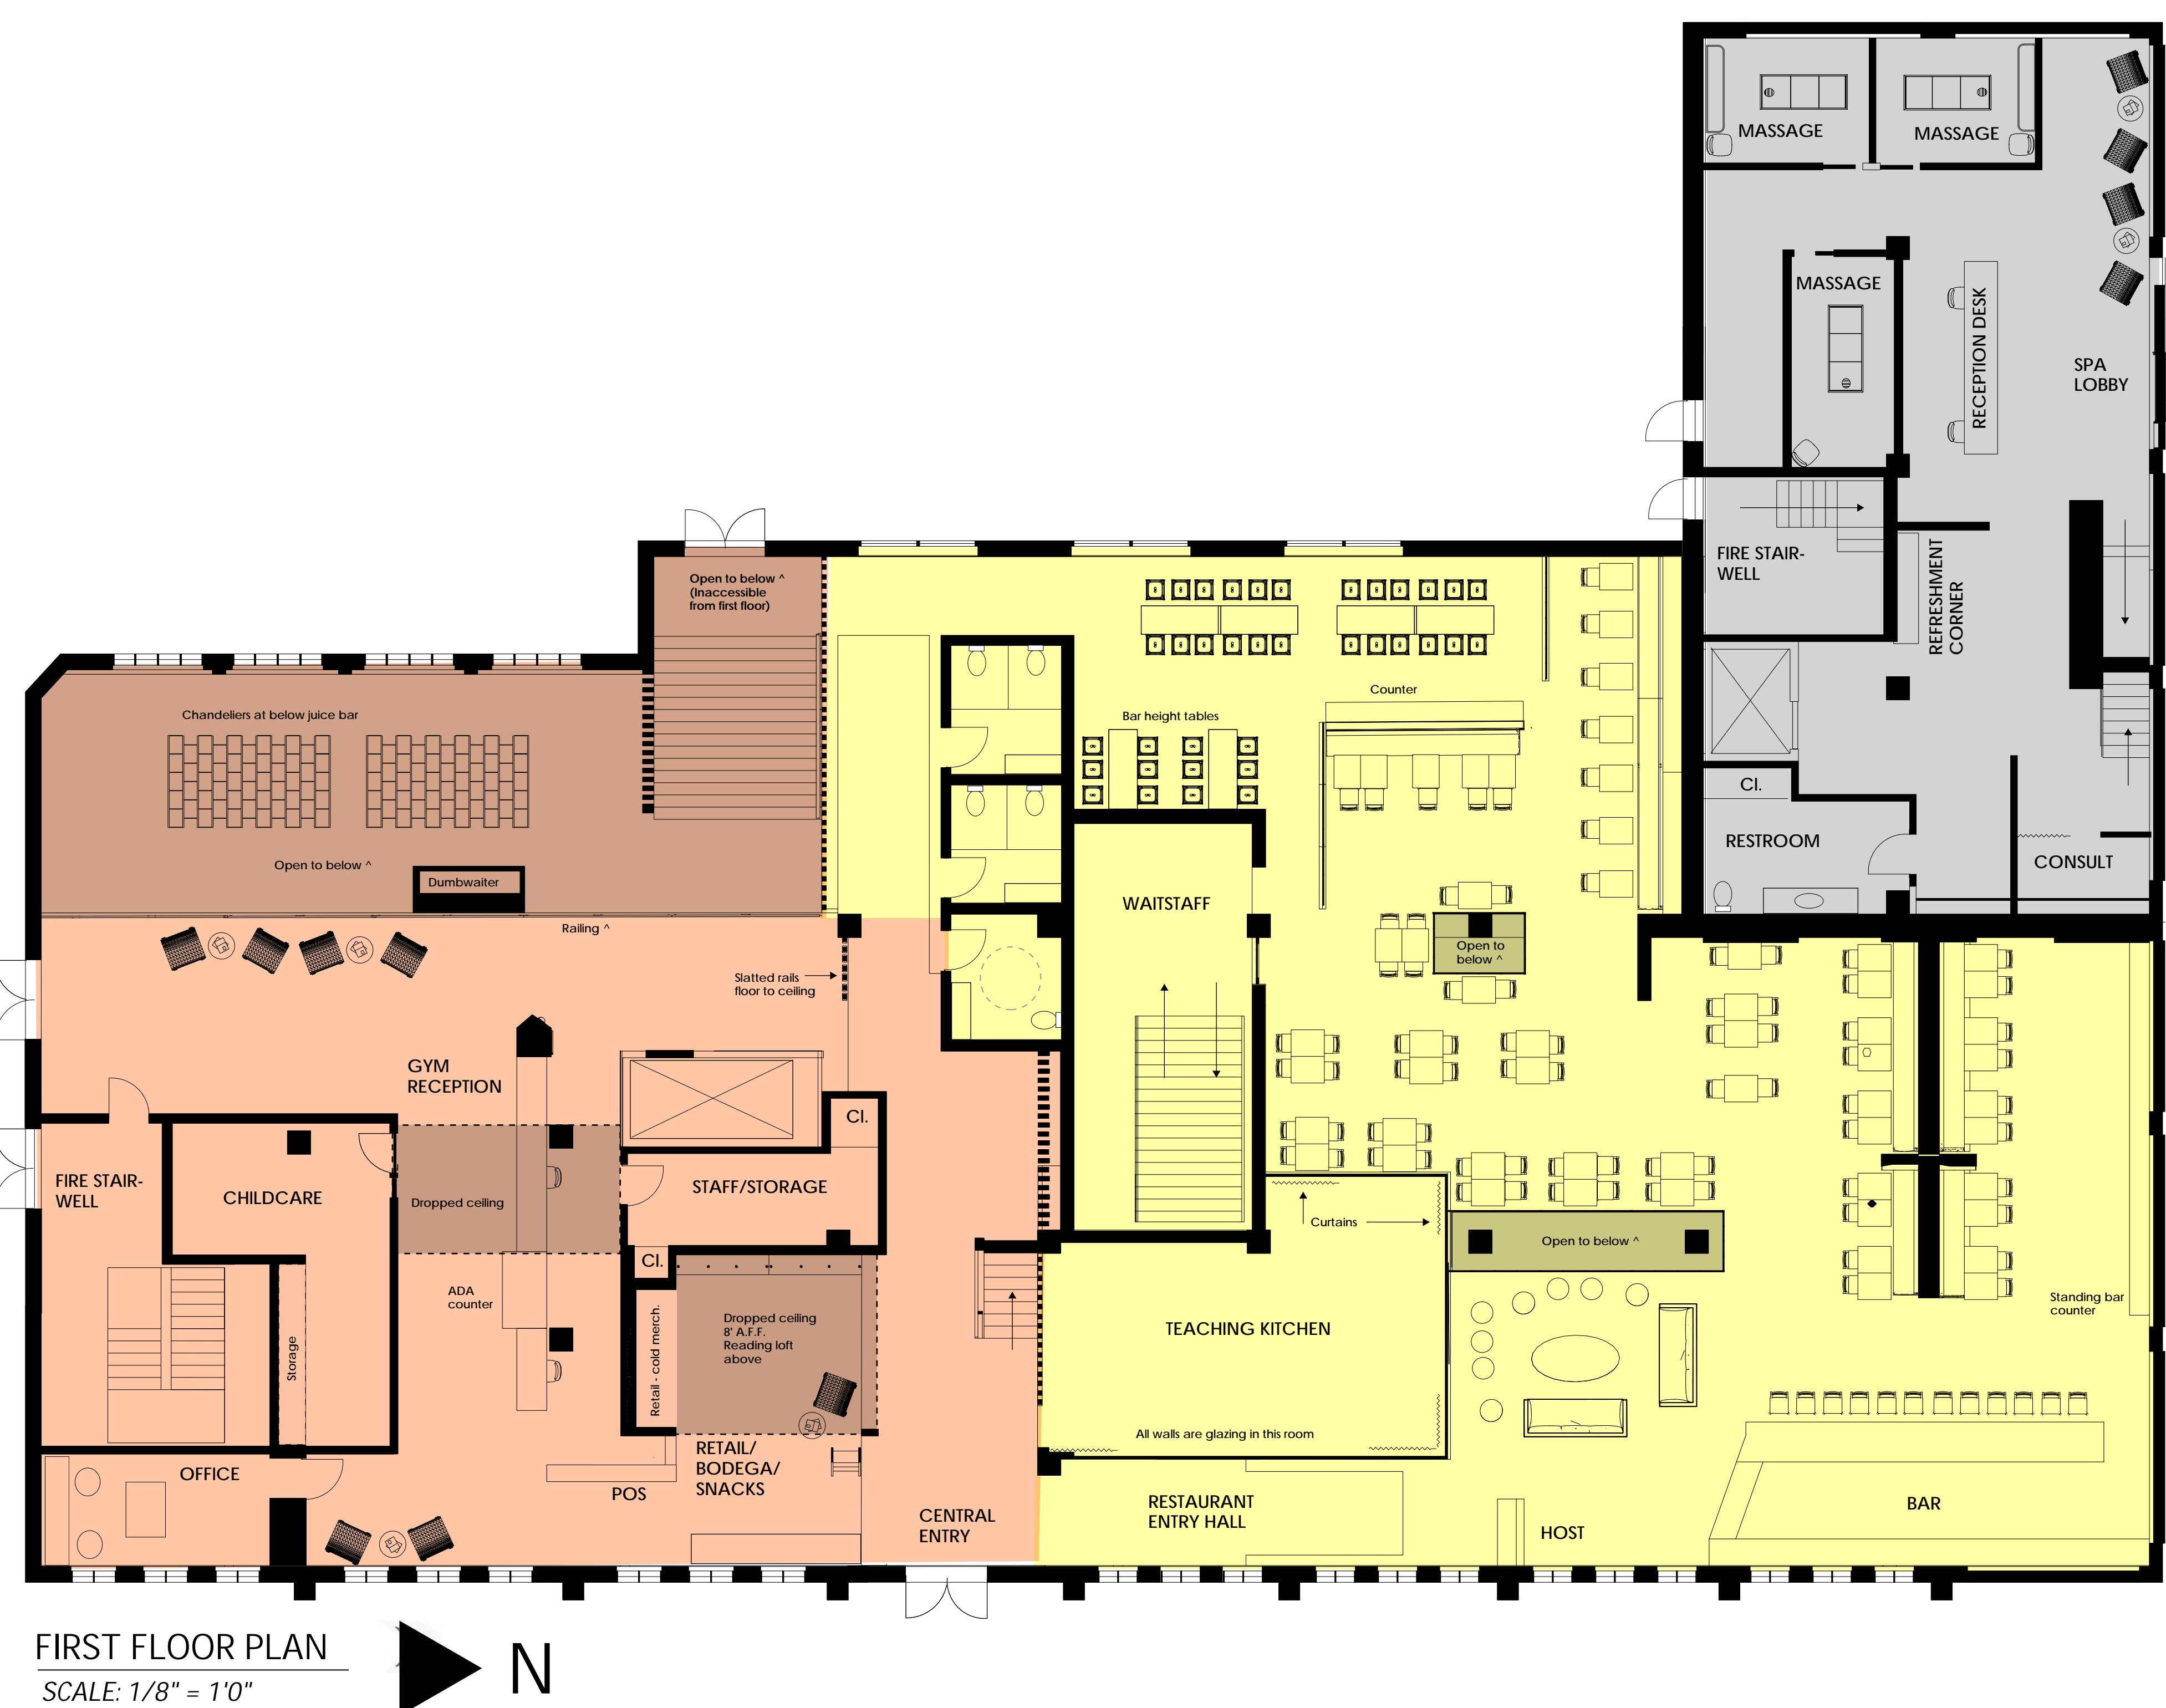 MASSAGE
MASSAGE
MASSAGE
RECEPTION DESK
SPA
LOBBY
FIRE STAIR-
WELL
REFRESHMENT
CORNER
Cl.
RESTROOM
CONSULT
Open to below ^
(Inaccessible
from first floor)
Chandeliers at below juice bar
Open to below ^
Dumbwaiter
Railing ^
Counter
Bar height tables
WAITSTAFF
Open to
below ^
Slatted rails
floor to ceiling
GYM
RECEPTION
Cl.
FIRE STAIR-
WELL
CHILDCARE
Dropped ceiling
STAFF/STORAGE
Curtains
Open to below ^
Cl.
ADA
counter
Storage
Retail - cold merch.
Dropped ceiling
8' A.F.F.
Reading loft
above
TEACHING KITCHEN
Standing bar
counter
All walls are glazing in this room
OFFICE
POS
RETAIL/
BODEGA/
SNACKS
CENTRAL
ENTRY
RESTAURANT
ENTRY HALL
HOST
BAR
FIRST FLOOR PLAN
SCALE: 1/8" = 1'0"
N